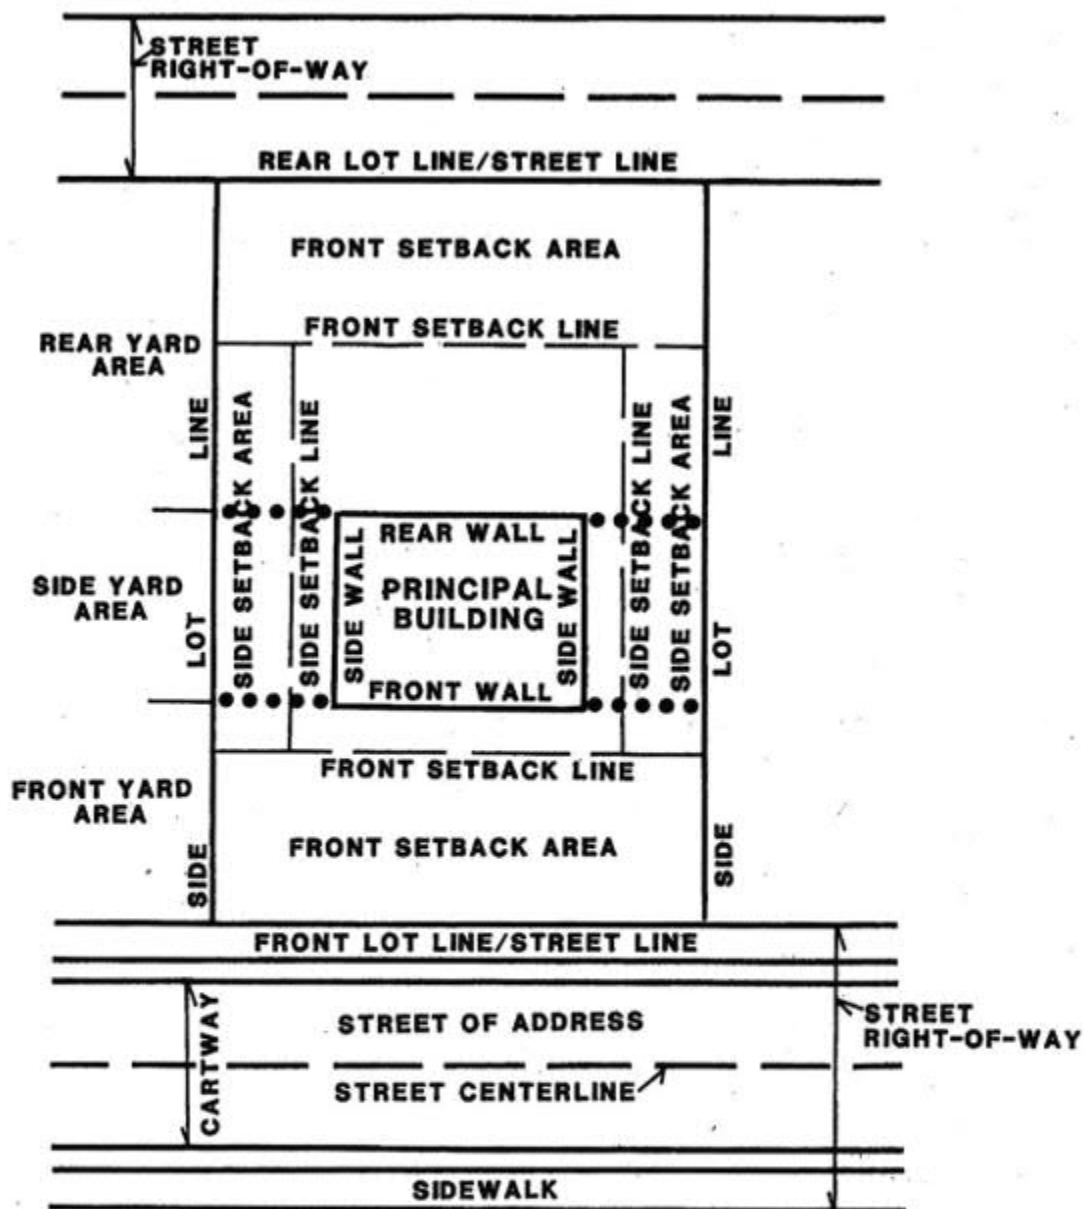 STREET
RIGHT-OF-WAY
REAR LOT LINE/STREET LINE
FRONT SETBACK AREA
FRONT SETBACK LINE
REAR YARD
AREA
SIDE LOT LINE
SIDE SETBACK AREA
SIDE SETBACK LINE
SIDE SETBACK LINE
SIDE SETBACK AREA
SIDE LOT LINE
SIDE YARD
AREA
SIDE WALL
REAR WALL
PRINCIPAL
BUILDING
FRONT WALL
SIDE WALL
FRONT SETBACK LINE
FRONT YARD
AREA
FRONT SETBACK AREA
FRONT LOT LINE/STREET LINE
CARTWAY
STREET OF ADDRESS
STREET
RIGHT-OF-WAY
STREET CENTERLINE
SIDEWALK